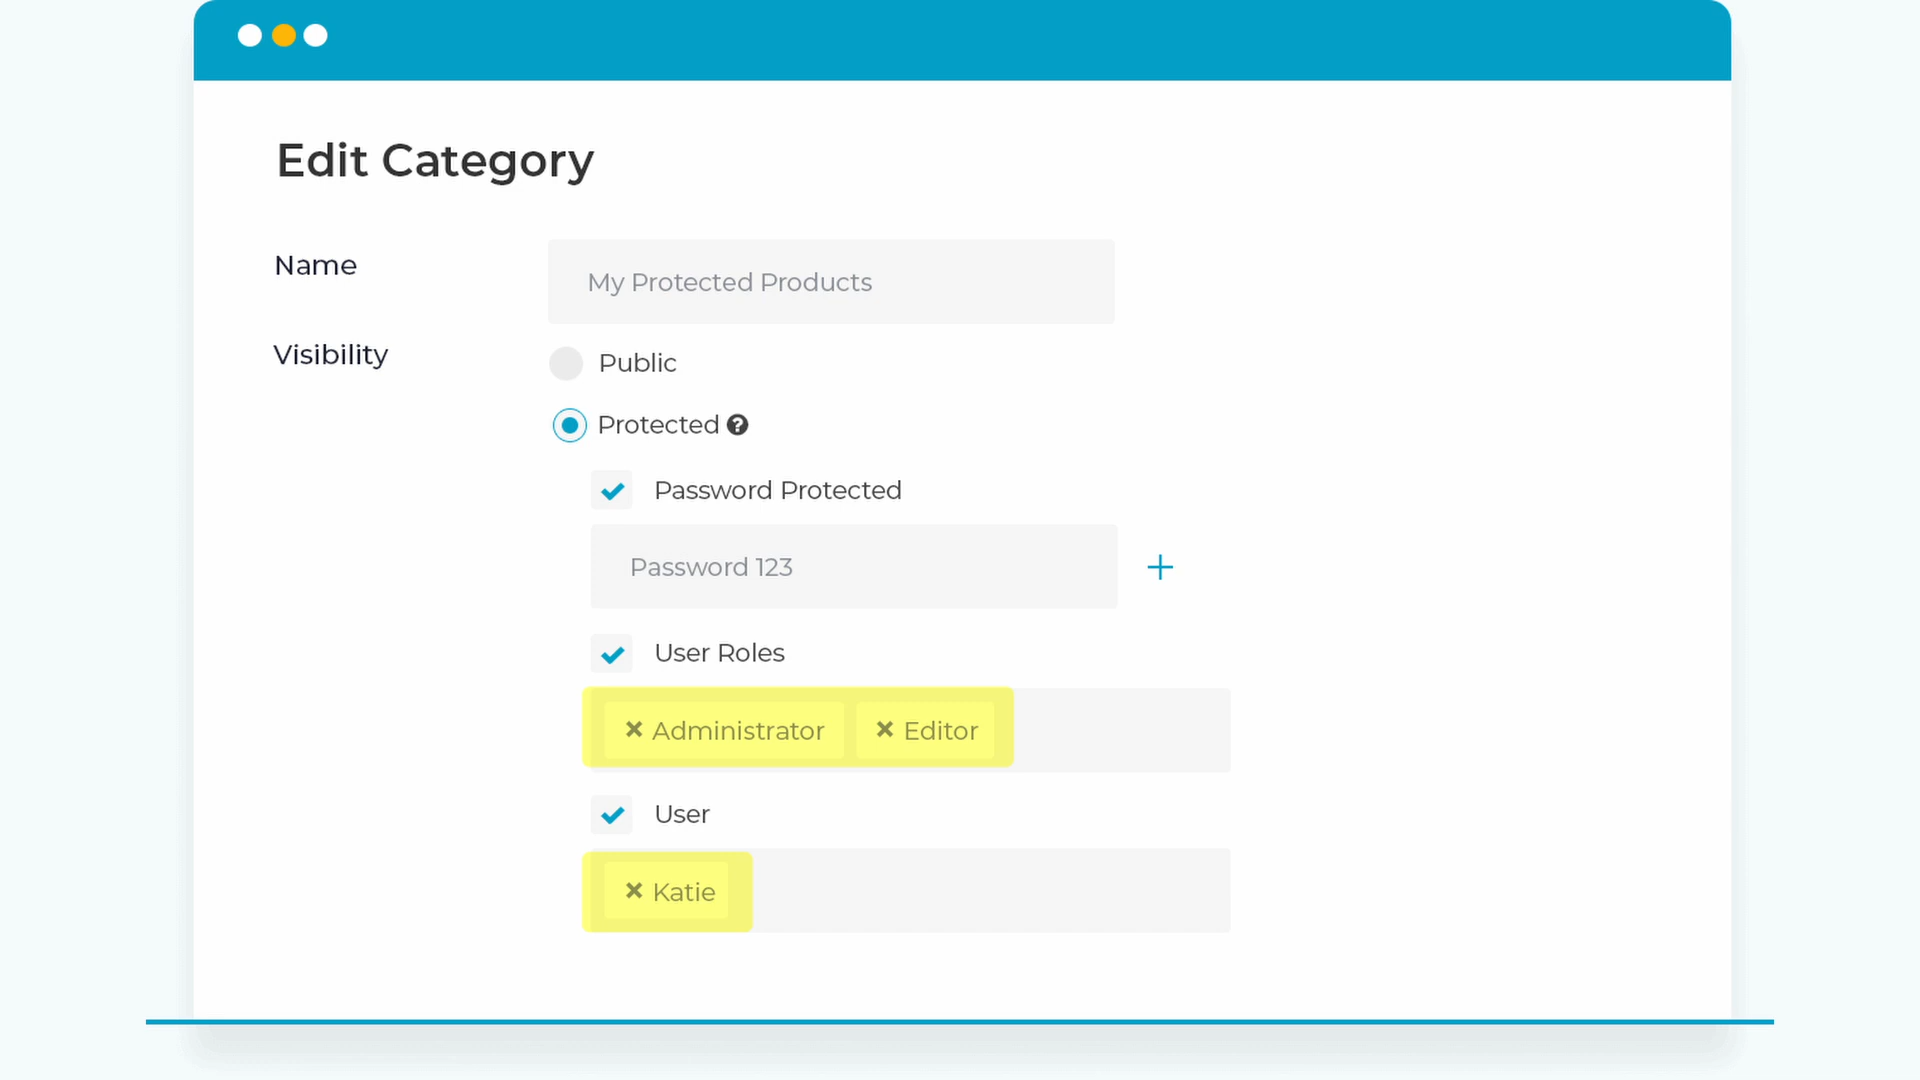 Edit Category
Name
My Protected Products
Visibility
Public
Protected ?
Password Protected
Password 123
User Roles
Administrator Editor
User
Katie